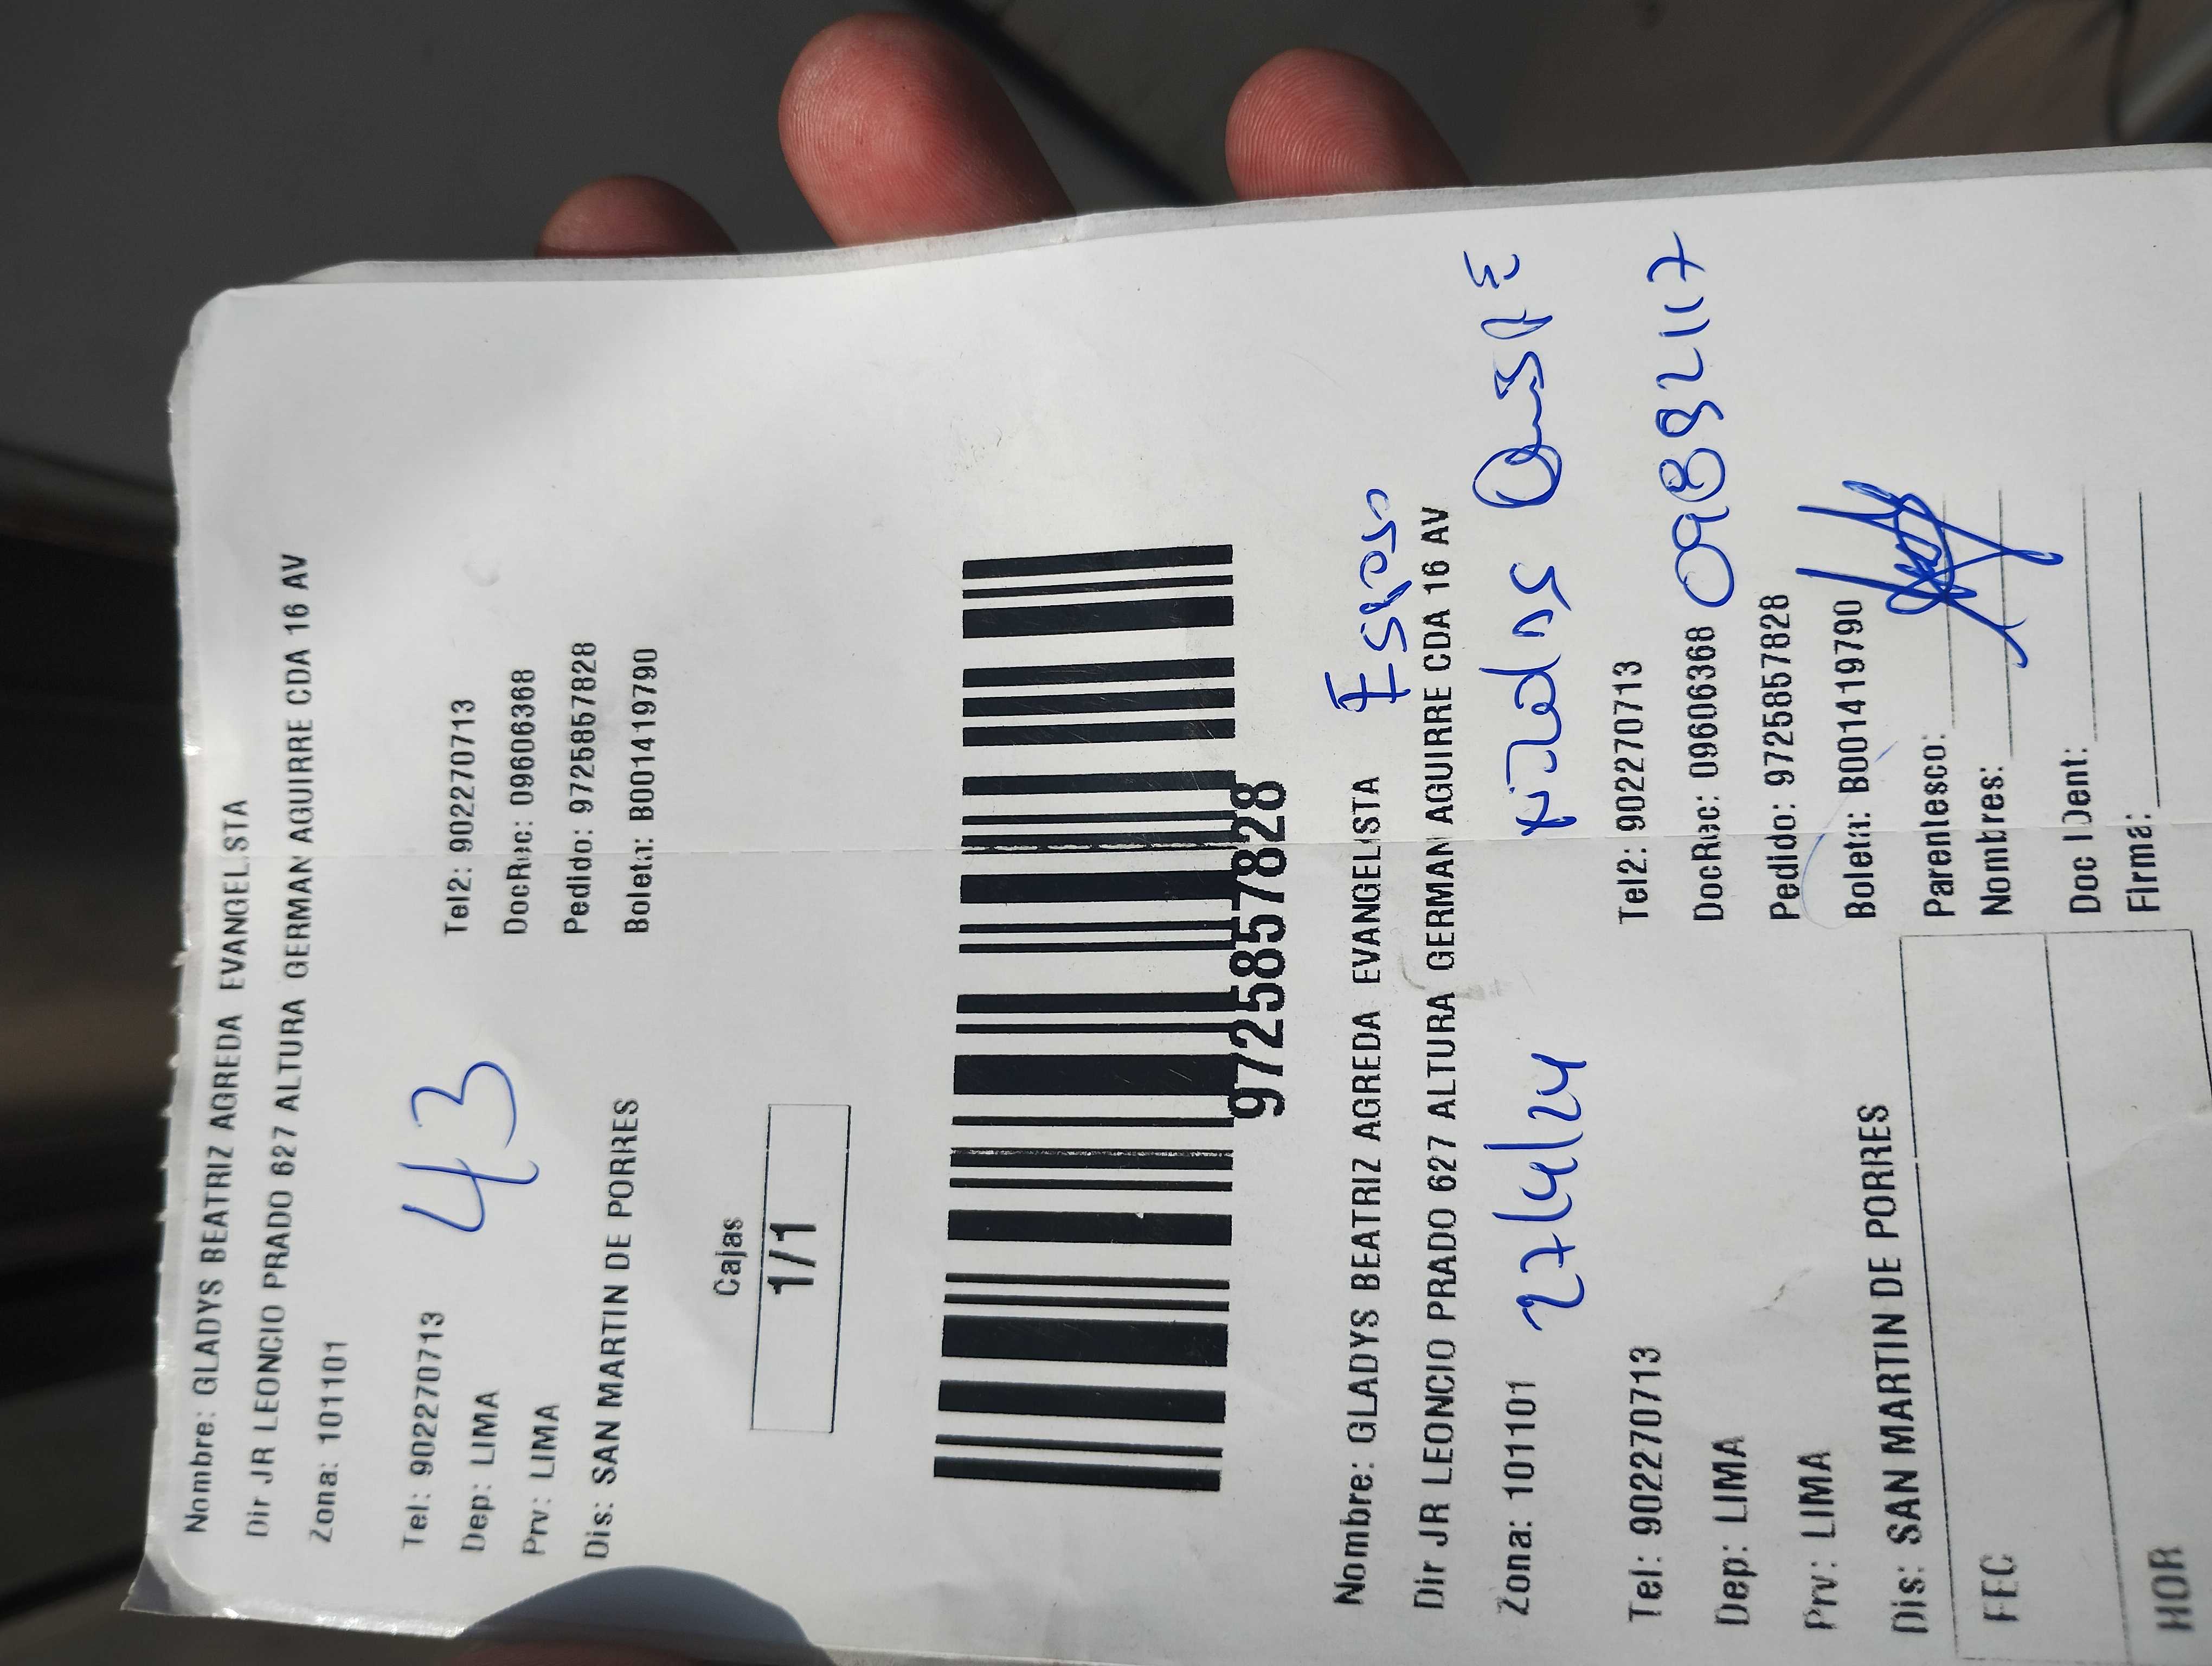 Nombre: GLADYS BEATRIZ AGREDA EVANGELISTA
Dir JR LEONCIO PRADO 627 ALTURA GERMAN AGUIRRE CDA 16 AV
Zona: 101101
Tel: 902270713 Tel2: 902270713
43
Dep: LIMA DocRec: 09606368
Prv: LIMA Pedido: 9725857828
Dis: SAN MARTIN DE PORRES Boleta: B001419790
Cajas
1/1
9725857828
Esposo
Nombre: GLADYS BEATRIZ AGREDA EVANGELISTA
Dir JR LEONCIO PRADO 627 ALTURA GERMAN AGUIRRE CDA 16 AV
Zona: 101101 27/4/24 Quispe
Tel: 902270713 Tel2: 902270713
Dep: LIMA DocRec: 09606368
Prv: LIMA Pedido: 9725857828
Dis: SAN MARTIN DE PORRES Boleta: B001419790
FEC Parentesco:
Nombres:
HOR Doc IDent:
Firma: